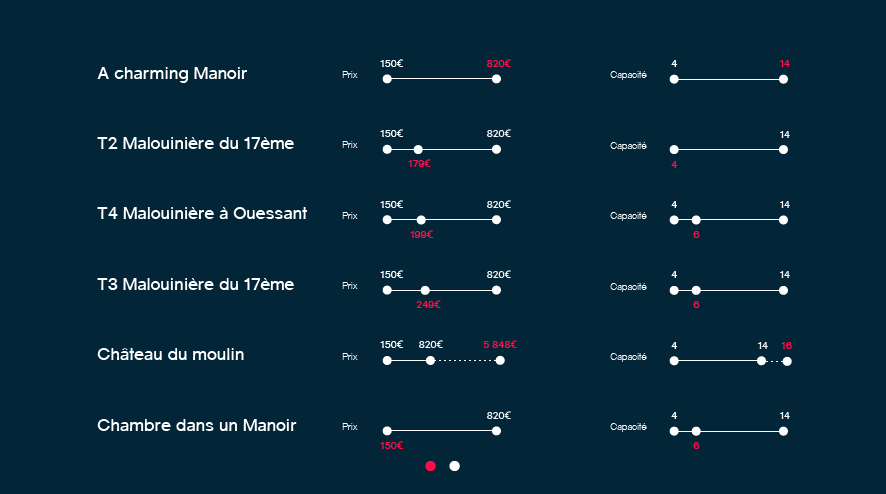 150€ 820€ 4 14
A charming Manoir Prix Capacité
150€ 820€ 14
T2 Malouinière du 17ème Prix Capacité
179€ 4
150€ 820€ 4 14
T4 Malouinière à Ouessant Prix Capacité
199€ 6
150€ 820€ 4 14
T3 Malouinière du 17ème Prix Capacité
249€ 6
150€ 820€ 5 848€ 4 14 16
Château du moulin Prix Capacité
820€ 4 14
Chambre dans un Manoir Prix Capacité
150€ 6